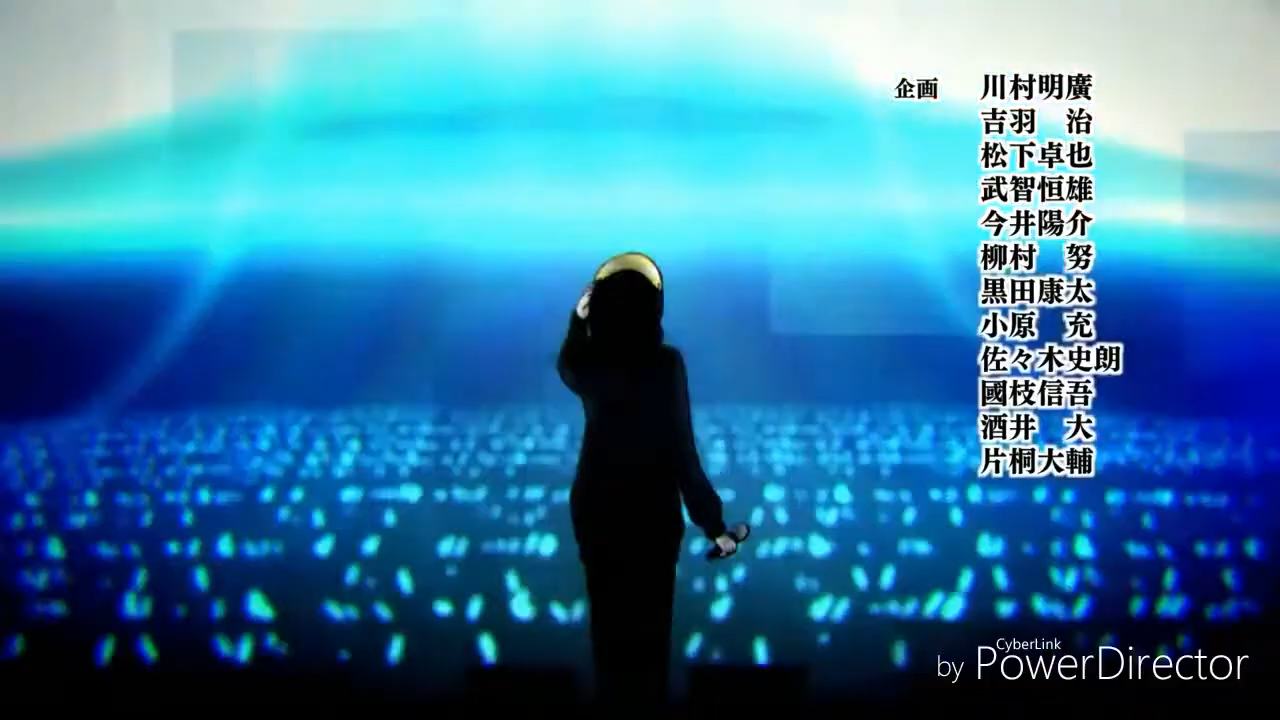 企画 川村明廣
吉羽 治
松下卓也
武智恒雄
今井陽介
柳村 努
黒田康太
小原 充
佐々木史朗
國枝信吾
酒井 大
片桐大輔
CyberLink
by PowerDirector